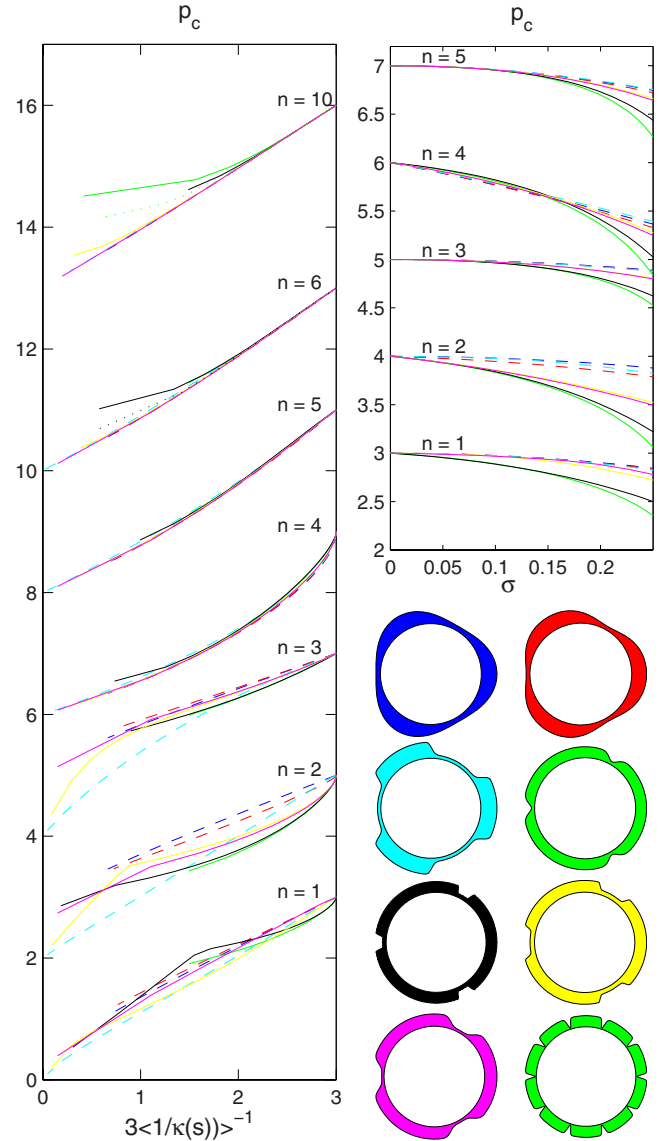 p_c
16
14
12
10
8
6
4
2
0
n = 10
n = 6
n = 5
n = 4
n = 3
n = 2
n = 1
0 1 2 3
3<1/κ(s))>⁻¹
p_c
7
6.5
6
5.5
5
4.5
4
3.5
3
2.5
2
n = 5
n = 4
n = 3
n = 2
n = 1
0 0.05 0.1 0.15 0.2
σ